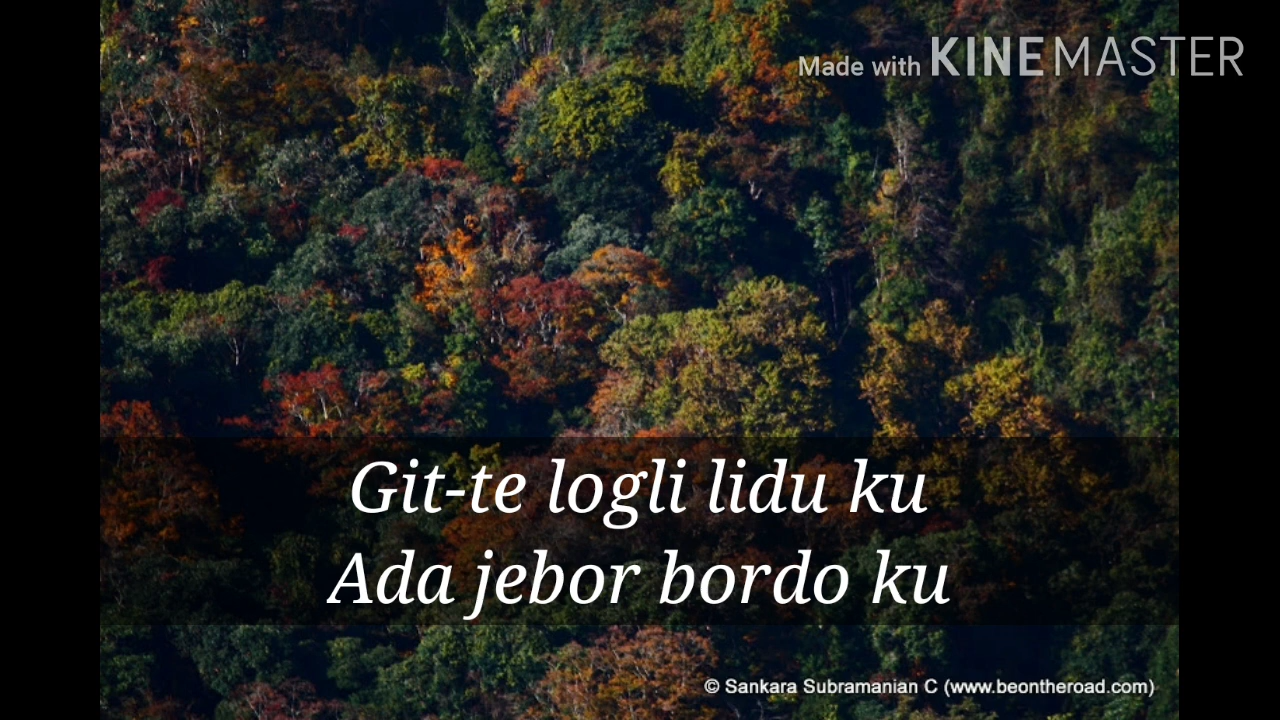 Made with KINEMASTER
Git-te logli lidu ku
Ada jebor bordo ku
© Sankara Subramanian C (www.beontheroad.com)